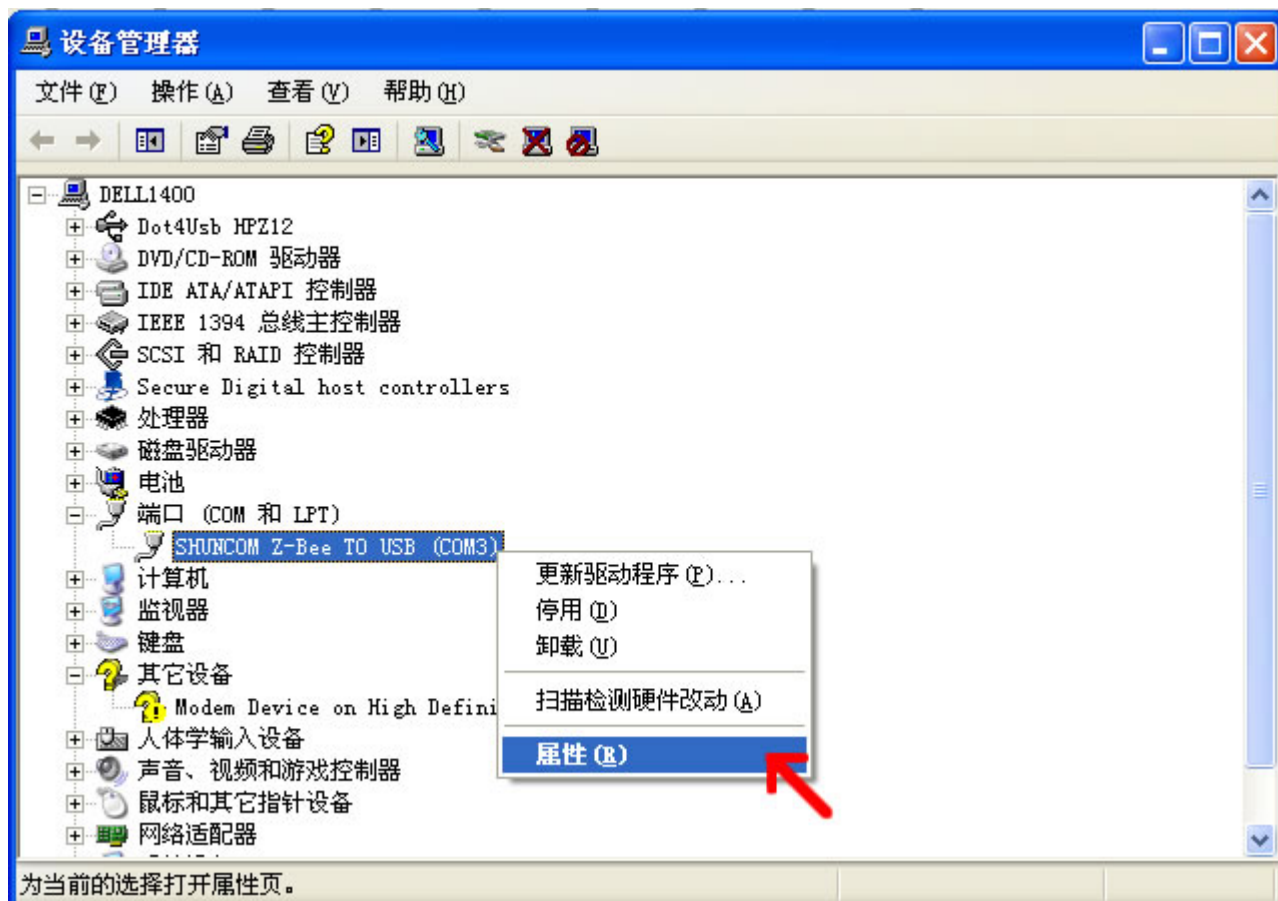 设备管理器
文件(F) 操作(A) 查看(V) 帮助(H)
DELL1400
Dot4Usb HPZ12
DVD/CD-ROM 驱动器
IDE ATA/ATAPI 控制器
IEEE 1394 总线主控制器
SCSI 和 RAID 控制器
Secure Digital host controllers
处理器
磁盘驱动器
电池
端口 (COM 和 LPT)
SHUNCOM Z-Bee TO USB (COM3)
更新驱动程序(P)...
停用(D)
卸载(U)
扫描检测硬件改动(A)
属性(R)
计算机
监视器
键盘
其它设备
Modem Device on High Defini
人体学输入设备
声音、视频和游戏控制器
鼠标和其它指针设备
网络适配器
为当前的选择打开属性页。